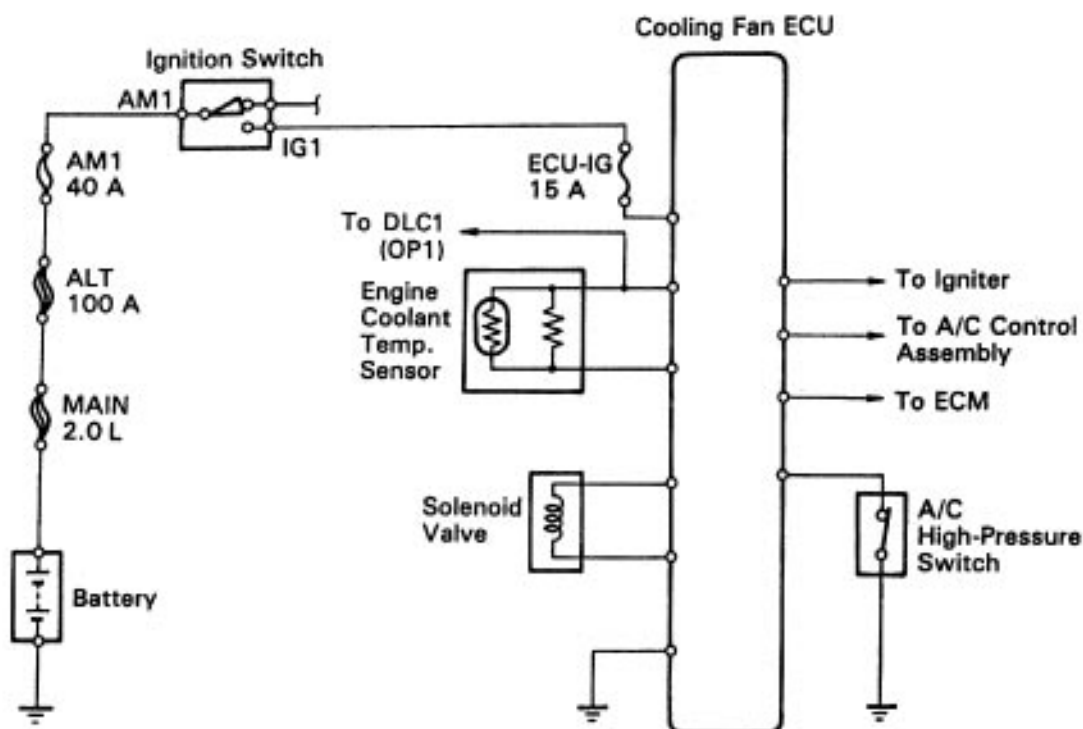 Cooling Fan ECU
Ignition Switch
AM1
IG1
AM1
40 A
ECU-IG
15 A
To DLC1
(OP1)
ALT
100 A
Engine
Coolant
Temp.
Sensor
To Igniter
To A/C Control
Assembly
To ECM
MAIN
2.0 L
Solenoid
Valve
A/C
High-Pressure
Switch
Battery